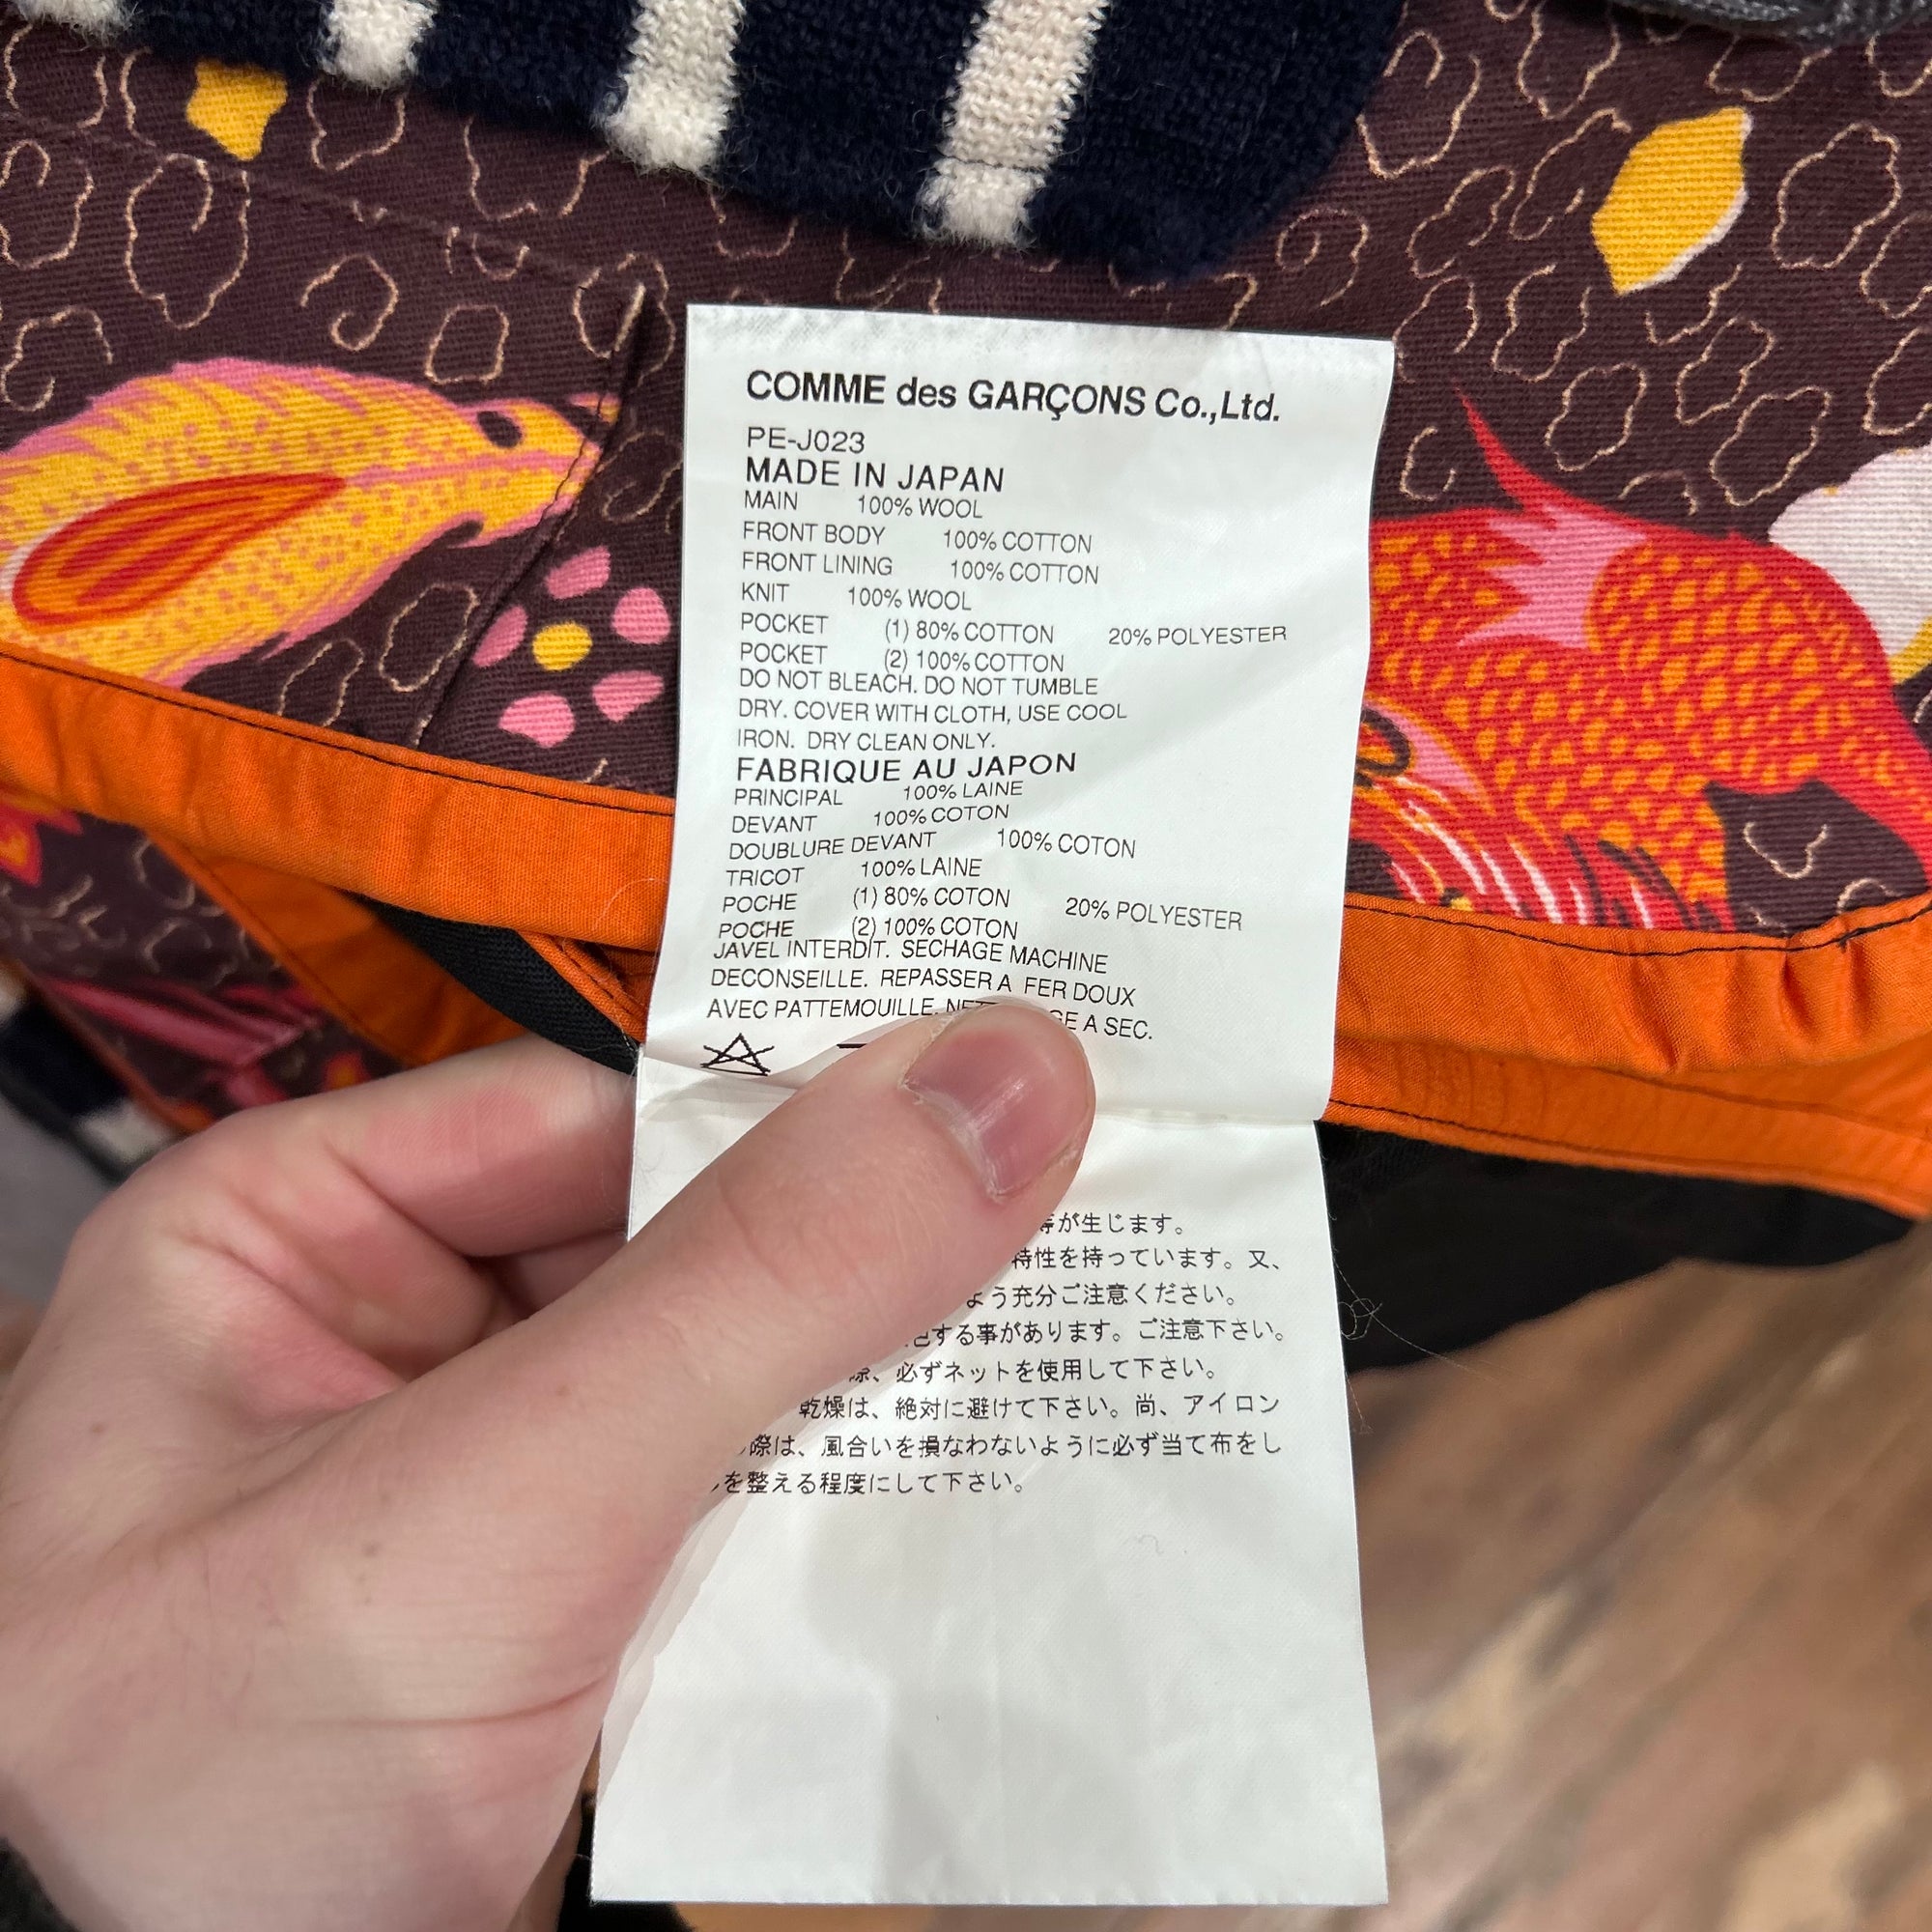 COMME des GARÇONS Co.,Ltd.
PE-J023
MADE IN JAPAN
MAIN 100% WOOL
FRONT BODY 100% COTTON
FRONT LINING 100% COTTON
KNIT 100% WOOL
POCKET (1) 80% COTTON 20% POLYESTER
POCKET (2) 100% COTTON
DO NOT BLEACH. DO NOT TUMBLE
DRY. COVER WITH CLOTH, USE COOL
IRON. DRY CLEAN ONLY.
FABRIQUE AU JAPON
PRINCIPAL 100% LAINE
DEVANT 100% COTON
DOUBLURE DEVANT 100% COTON
TRICOT 100% LAINE
POCHE (1) 80% COTON 20% POLYESTER
POCHE (2) 100% COTON
JAVEL INTERDIT. SECHAGE MACHINE
DECONSEILLE. REPASSER A FER DOUX
AVEC PATTEMOUILLE. A SEC.
等が生じます。
特性を持っています。又、
よう充分ご注意ください。
する事があります。ご注意下さい。
際、必ずネットを使用して下さい。
乾燥は、絶対に避けて下さい。尚、アイロン
際は、風合いを損なわないように必ず当て布をし
を整える程度にして下さい。